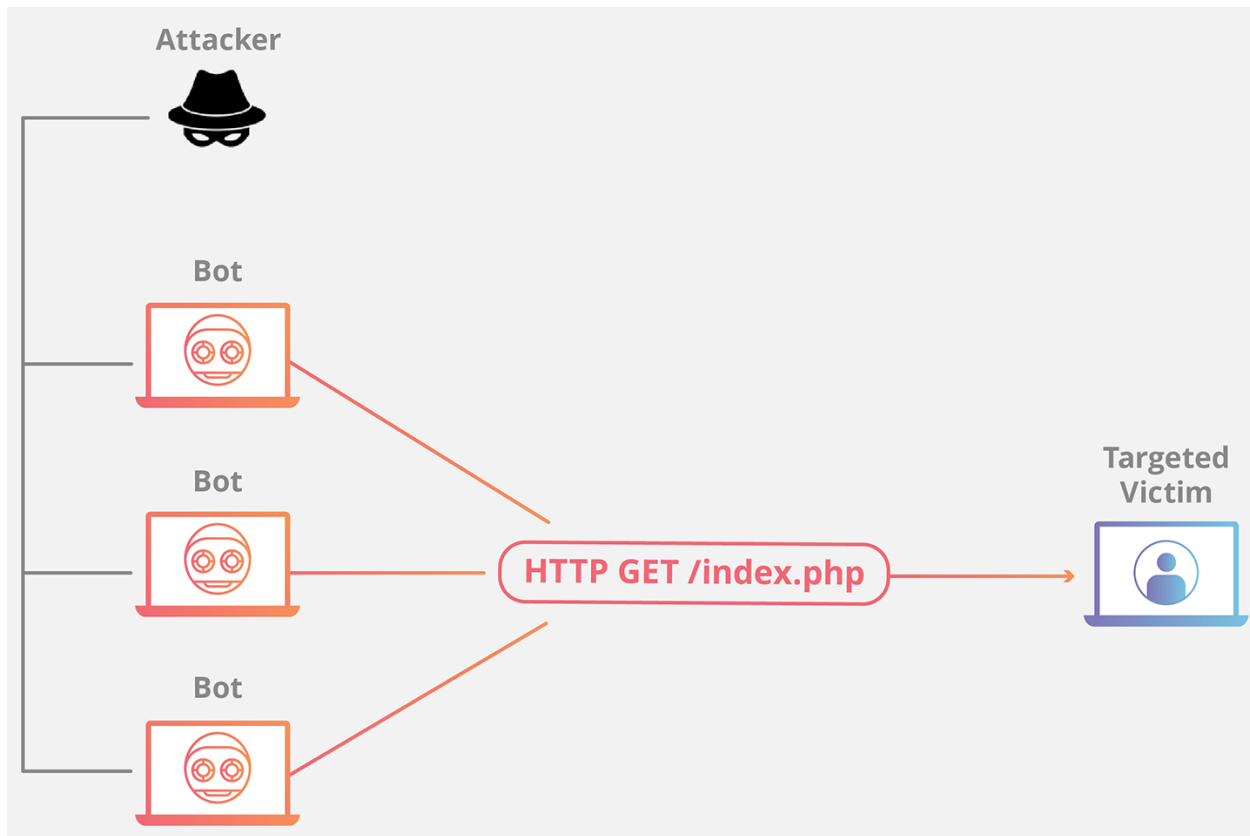 Attacker
Bot
Bot
Bot
HTTP GET /index.php
Targeted
Victim